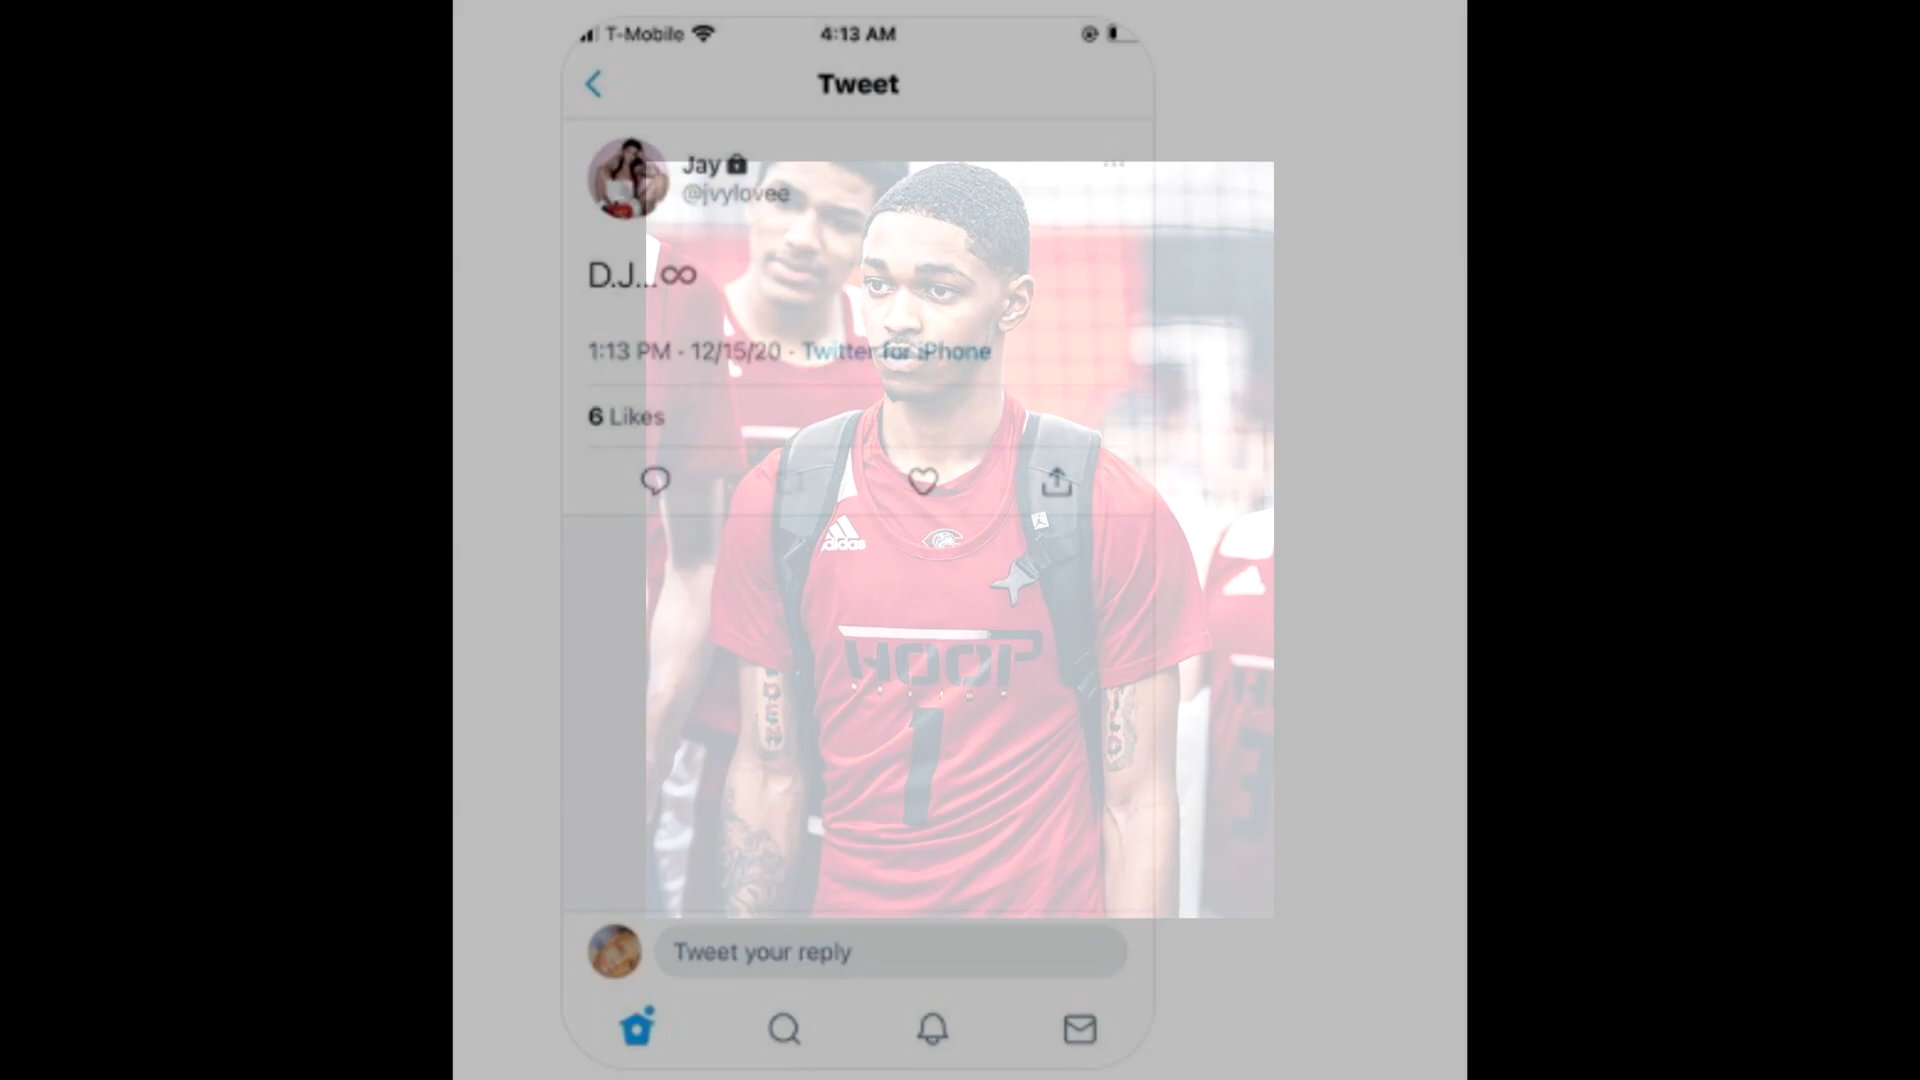 T-Mobile 4:13 AM
Tweet
Jay
@jvylovee
D.J...∞
1:13 PM · 12/15/20 · Twitter for iPhone
6 Likes
adidas
HOOP
1
Tweet your reply